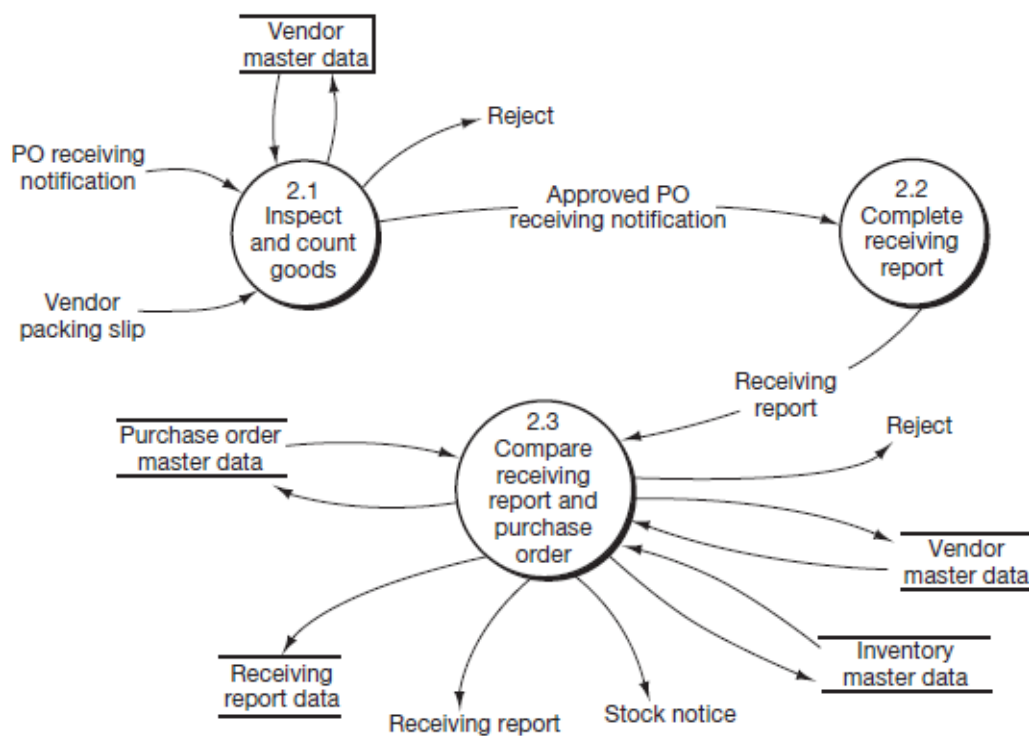 Vendor
master data
Reject
PO receiving
notification
2.1
Inspect
and count
goods
Approved PO
receiving notification
2.2
Complete
receiving
report
Vendor
packing slip
Receiving
report
Purchase order
master data
2.3
Compare
receiving
report and
purchase
order
Reject
Vendor
master data
Inventory
master data
Receiving
report data
Receiving report
Stock notice